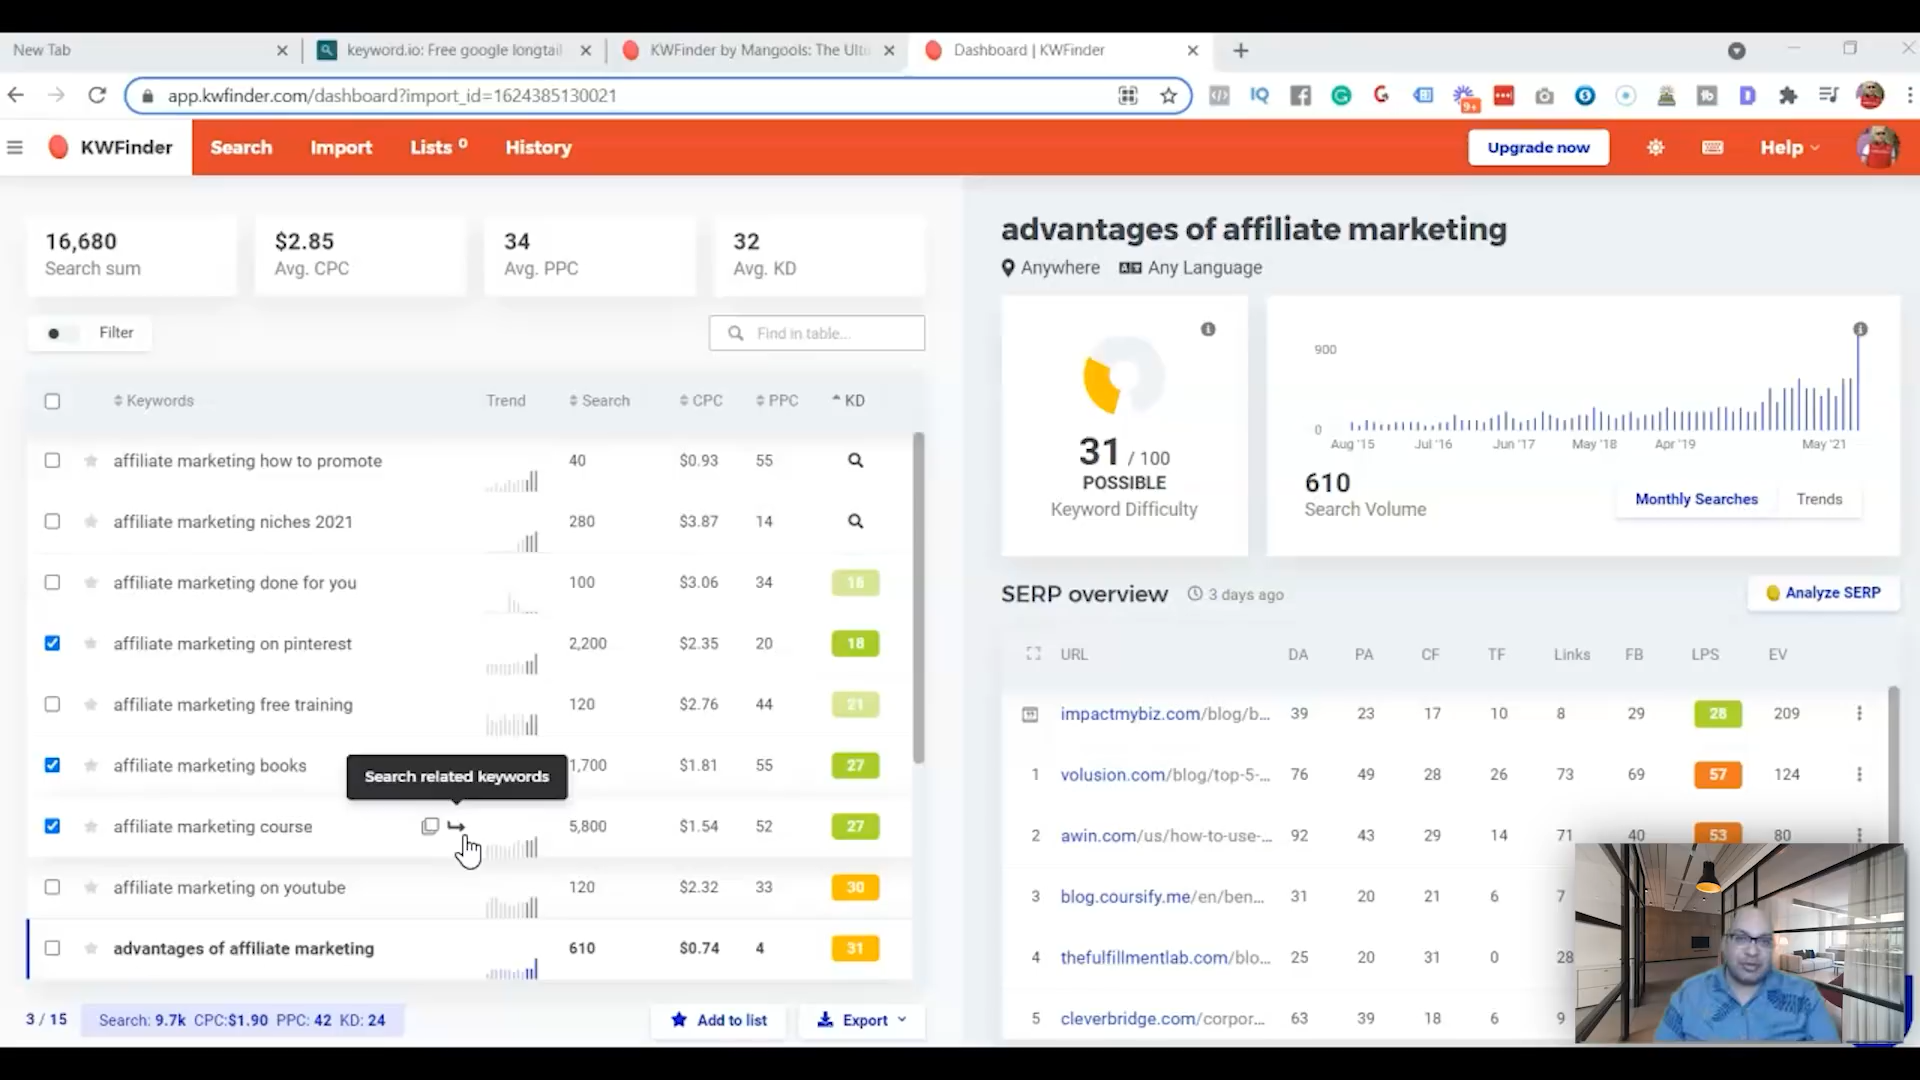 New Tab
keyword.io: Free google longtail
KWFinder by Mangools: The Ulti
Dashboard | KWFinder
app.kwfinder.com/dashboard?import_id=1624385130021
IQ
9+
KWFinder
Search
Import
Lists 0
History
Upgrade now
Help
16,680
Search sum
$2.85
Avg. CPC
34
Avg. PPC
32
Avg. KD
Filter
Find in table...
Keywords Trend Search CPC PPC KD
affiliate marketing how to promote 40 $0.93 55
affiliate marketing niches 2021 280 $3.87 14
affiliate marketing done for you 100 $3.06 34 16
affiliate marketing on pinterest 2,200 $2.35 20 18
affiliate marketing free training 120 $2.76 44 21
affiliate marketing books 1,700 $1.81 55 27
Search related keywords
affiliate marketing course 5,800 $1.54 52 27
affiliate marketing on youtube 120 $2.32 33 30
advantages of affiliate marketing 610 $0.74 4 31
3 / 15
Search: 9.7k CPC:$1.90 PPC: 42 KD: 24
Add to list
Export
advantages of affiliate marketing
Anywhere
Any Language
31 / 100
POSSIBLE
Keyword Difficulty
900
0
Aug '15 Jul '16 Jun '17 May '18 Apr '19 May '21
610
Search Volume
Monthly Searches
Trends
SERP overview
3 days ago
Analyze SERP
URL DA PA CF TF Links FB LPS EV
impactmybiz.com/blog/b... 39 23 17 10 8 29 28 209
1 volusion.com/blog/top-5-... 76 49 28 26 73 69 57 124
2 awin.com/us/how-to-use-... 92 43 29 14 71 40 53 80
3 blog.coursify.me/en/ben... 31 20 21 6 7
4 thefulfillmentlab.com/blo... 25 20 31 0 28
5 cleverbridge.com/corpor... 63 39 18 6 9